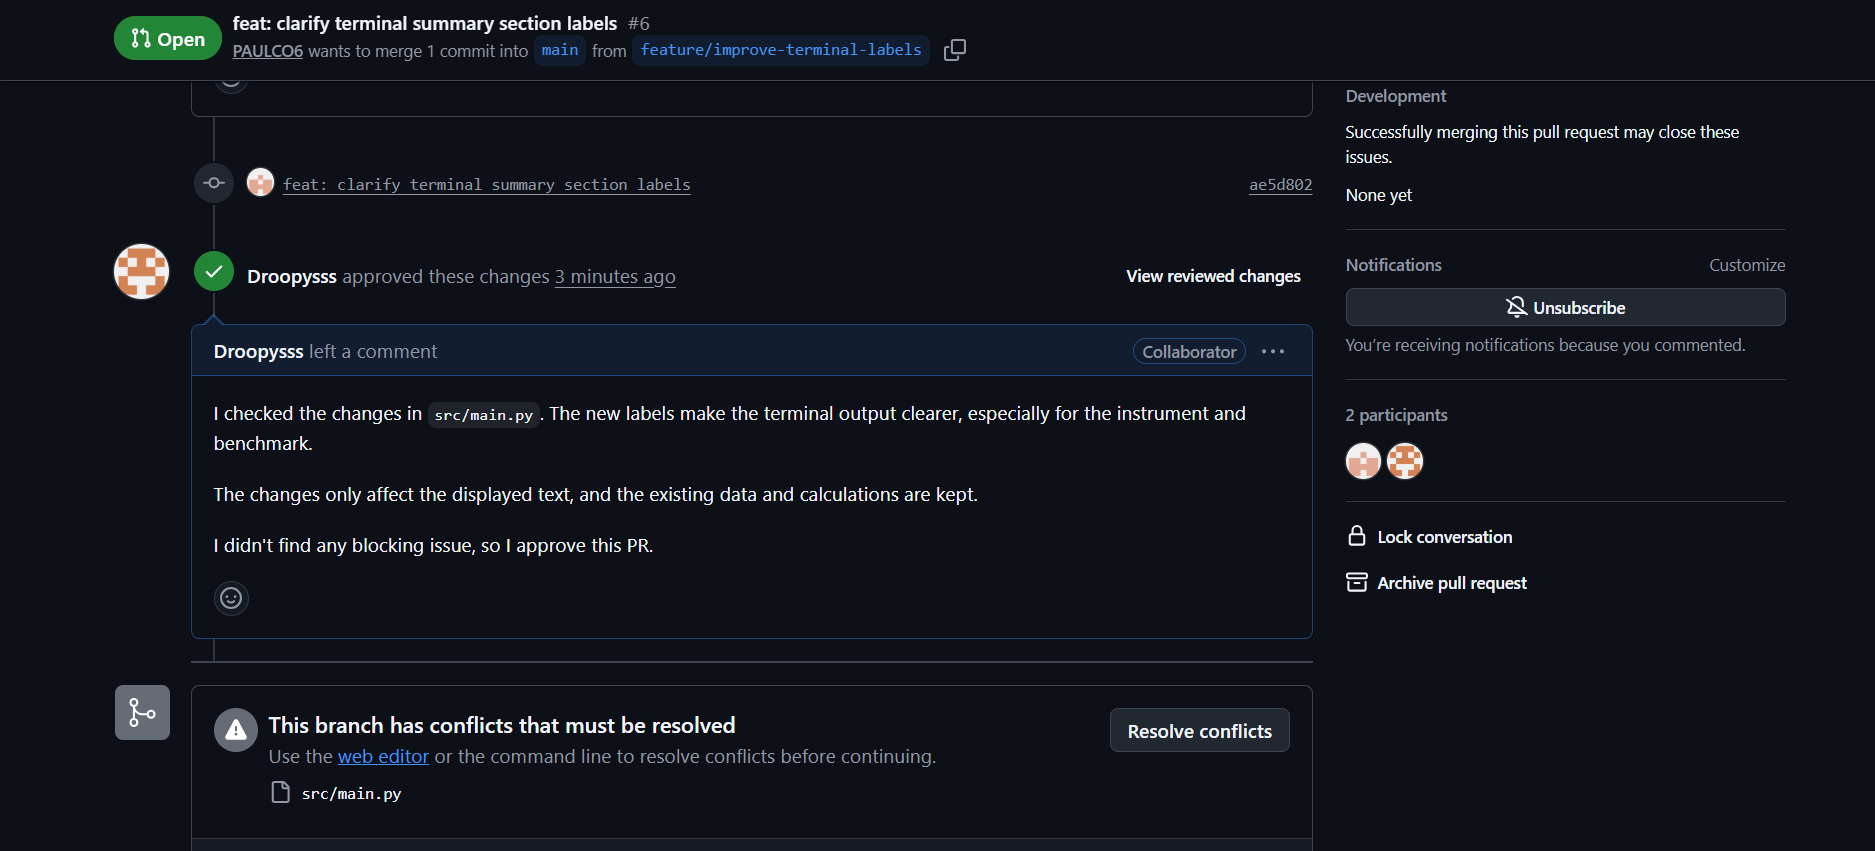 Open
feat: clarify terminal summary section labels #6
PAULCO6 wants to merge 1 commit into main from feature/improve-terminal-labels
feat: clarify terminal summary section labels
ae5d802
Droopysss approved these changes 3 minutes ago
View reviewed changes
Droopysss left a comment
Collaborator
I checked the changes in src/main.py. The new labels make the terminal output clearer, especially for the instrument and
benchmark.
The changes only affect the displayed text, and the existing data and calculations are kept.
I didn't find any blocking issue, so I approve this PR.
This branch has conflicts that must be resolved
Use the web editor or the command line to resolve conflicts before continuing.
src/main.py
Resolve conflicts
Development
Successfully merging this pull request may close these
issues.
None yet
Notifications
Customize
Unsubscribe
You're receiving notifications because you commented.
2 participants
Lock conversation
Archive pull request